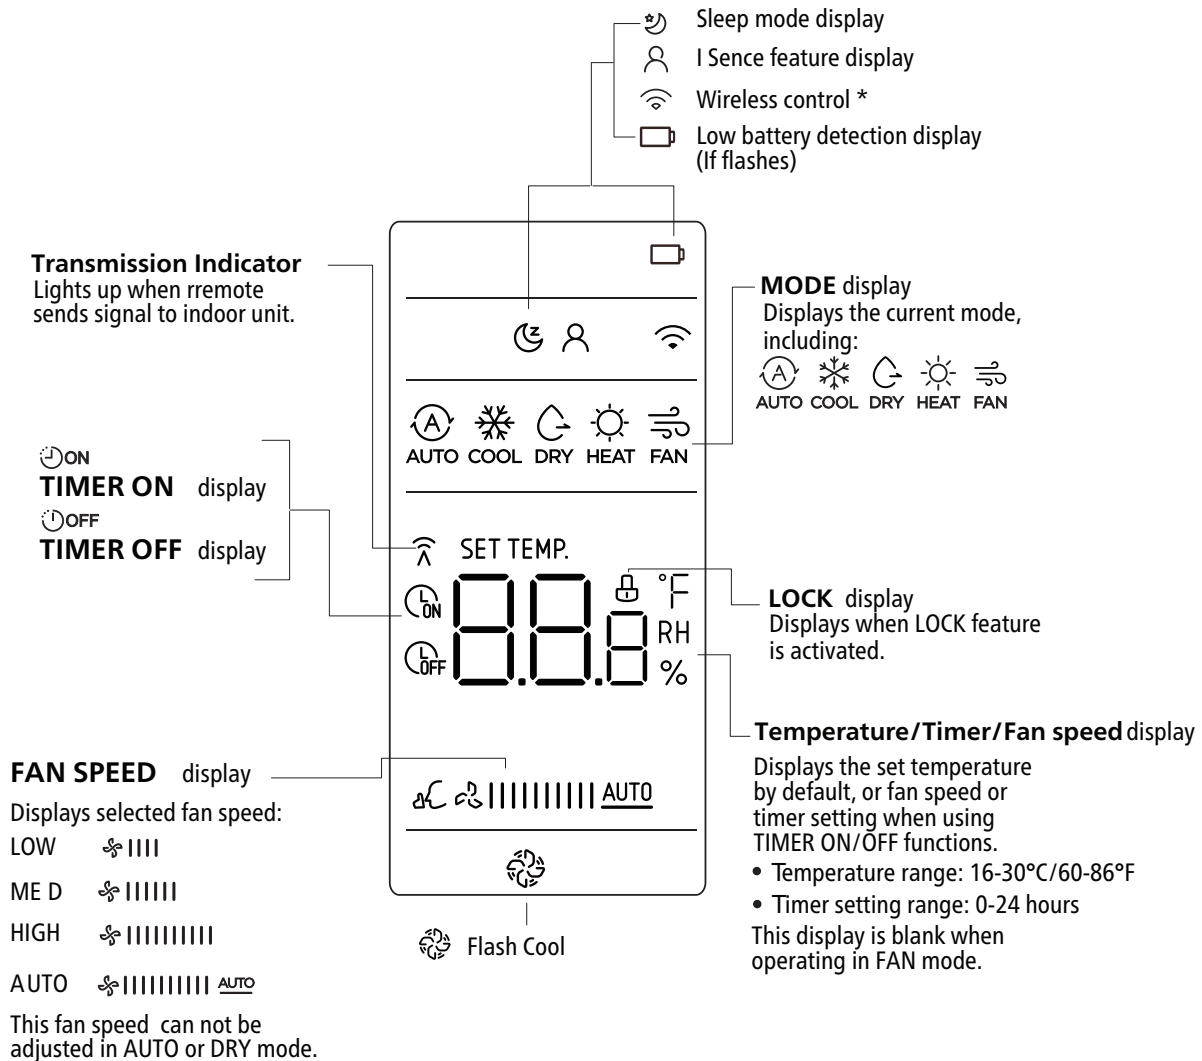 Sleep mode display
I Sence feature display
Wireless control *
Low battery detection display
(If flashes)
Transmission Indicator
Lights up when rremote
sends signal to indoor unit.
MODE display
Displays the current mode,
including:
A
AUTO COOL DRY HEAT FAN
z
A
AUTO COOL DRY HEAT FAN
ON
TIMER ON display
OFF
TIMER OFF display
SET TEMP.
ON
OFF
88.8
°F
RH
%
LOCK display
Displays when LOCK feature
is activated.
Temperature/Timer/Fan speed display
Displays the set temperature
by default, or fan speed or
timer setting when using
TIMER ON/OFF functions.
• Temperature range: 16-30°C/60-86°F
• Timer setting range: 0-24 hours
This display is blank when
operating in FAN mode.
FAN SPEED display
Displays selected fan speed:
LOW
ME D
HIGH
AUTO AUTO
This fan speed can not be
adjusted in AUTO or DRY mode.
AUTO
Flash Cool